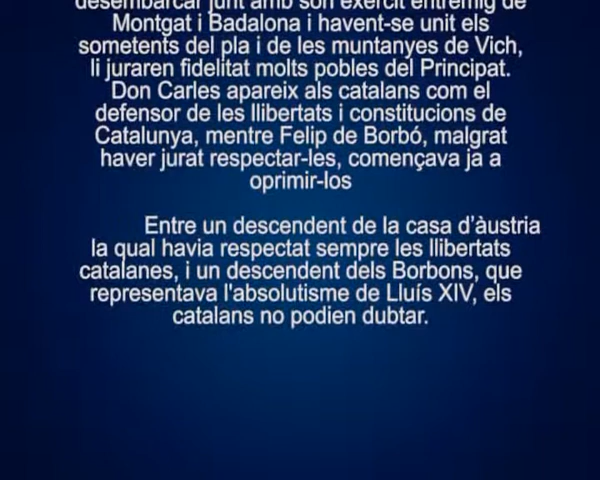 desembarcar junt amb son exèrcit entremig de
Montgat i Badalona i havent-se unit els
sometents del pla i de les muntanyes de Vich,
li juraren fidelitat molts pobles del Principat.
Don Carles apareix als catalans com el
defensor de les llibertats i constitucions de
Catalunya, mentre Felip de Borbó, malgrat
haver jurat respectar-les, començava ja a
oprimir-los
Entre un descendent de la casa d'àustria
la qual havia respectat sempre les llibertats
catalanes, i un descendent dels Borbons, que
representava l'absolutisme de Lluís XIV, els
catalans no podien dubtar.